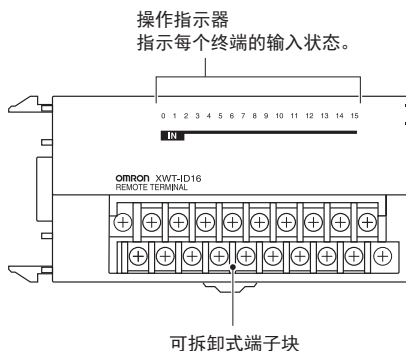 操作指示器
指示每个终端的输入状态。
0 1 2 3 4 5 6 7 8 9 10 11 12 13 14 15
IN
OMRON XWT-ID16
REMOTE TERMINAL
可拆卸式端子块